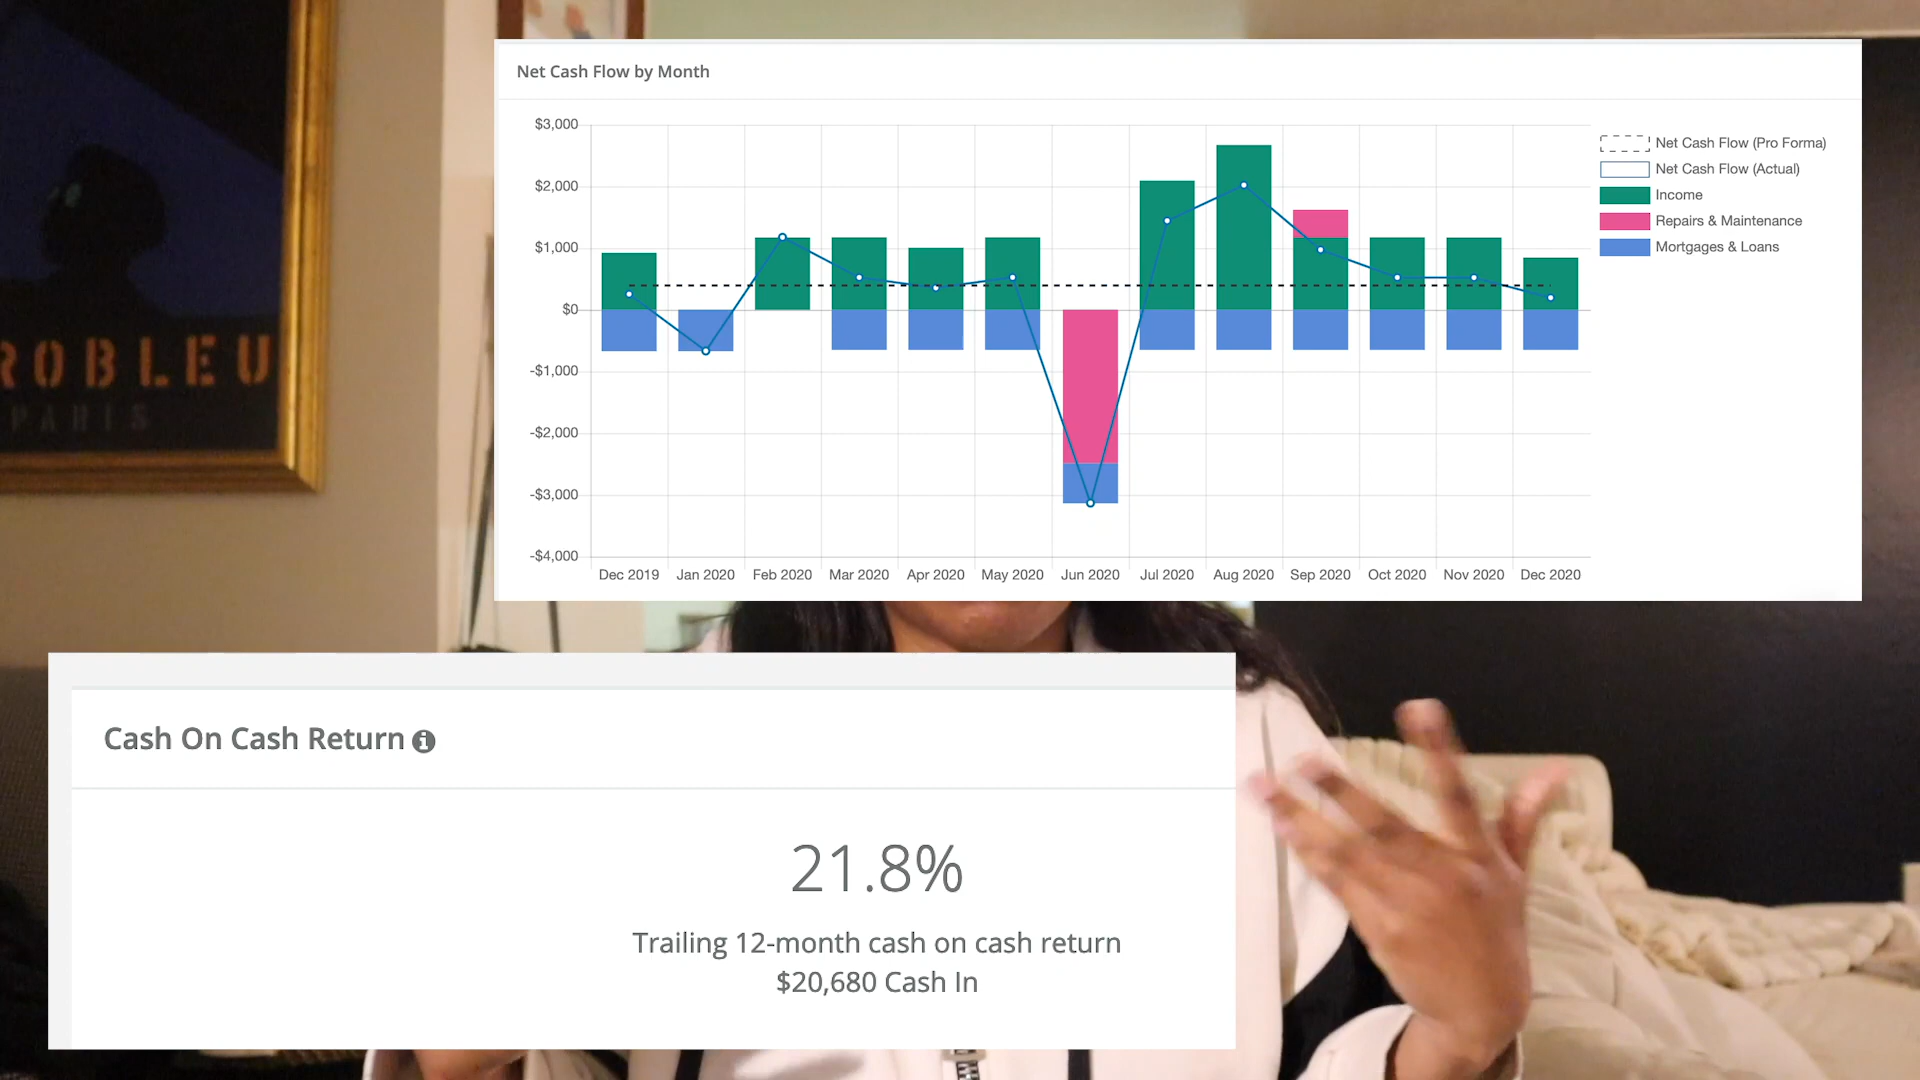 Net Cash Flow by Month
$3,000
$2,000
$1,000
$0
-$1,000
-$2,000
-$3,000
-$4,000
Dec 2019 Jan 2020 Feb 2020 Mar 2020 Apr 2020 May 2020 Jun 2020 Jul 2020 Aug 2020 Sep 2020 Oct 2020 Nov 2020 Dec 2020
Net Cash Flow (Pro Forma)
Net Cash Flow (Actual)
Income
Repairs & Maintenance
Mortgages & Loans
ROBLEU
PARIS
Cash On Cash Return
21.8%
Trailing 12-month cash on cash return
$20,680 Cash In